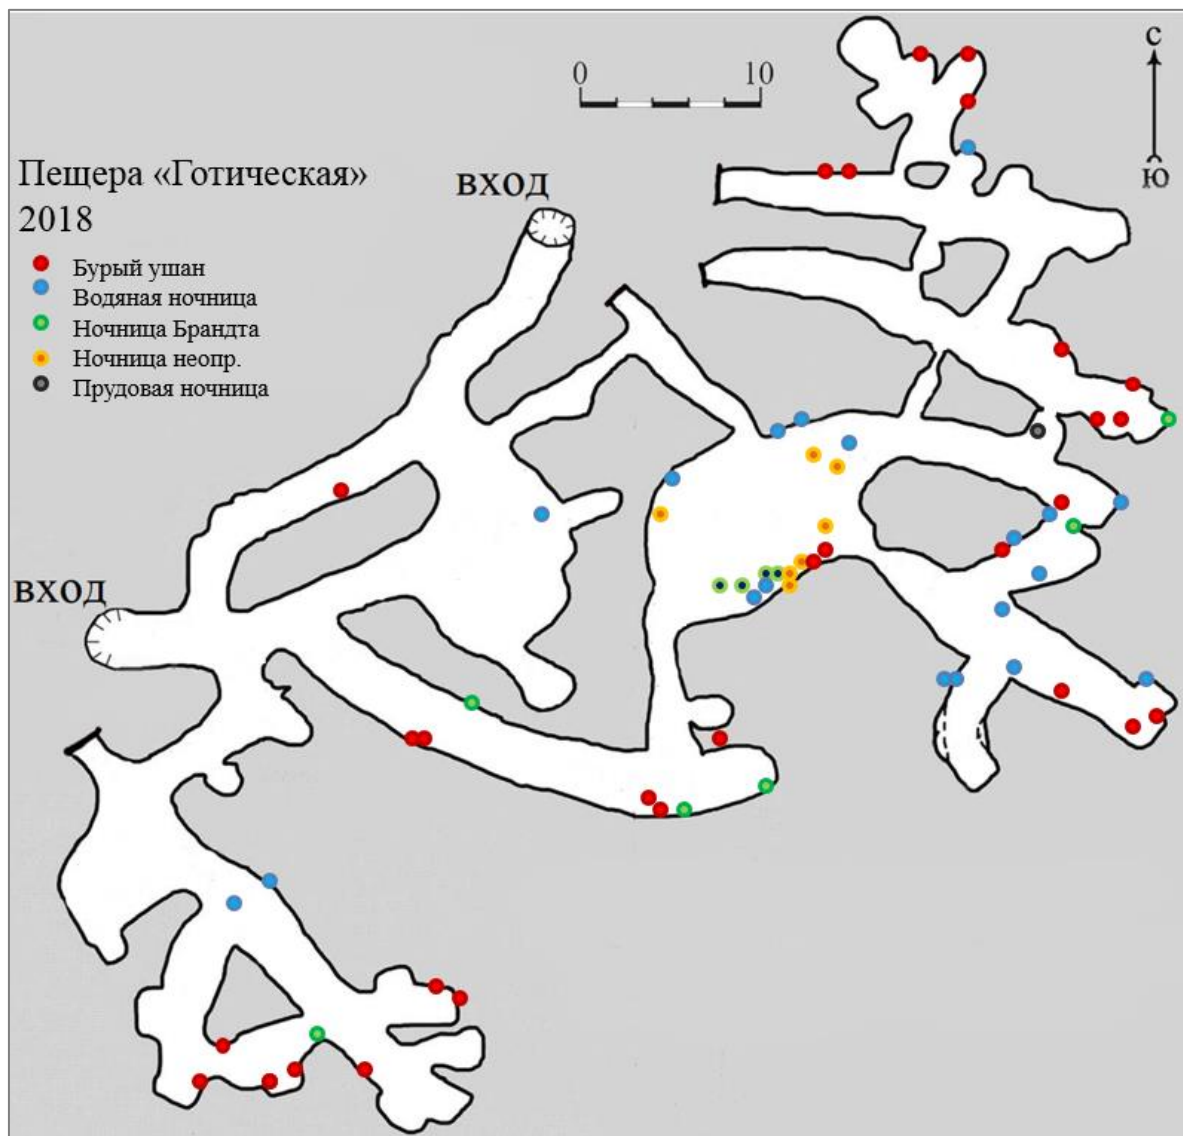 0 10
С
Ю
Пещера «Готическая»
2018
ВХОД
Бурый ушан
Водяная ночница
Ночница Брандта
Ночница неопр.
Прудовая ночница
ВХОД